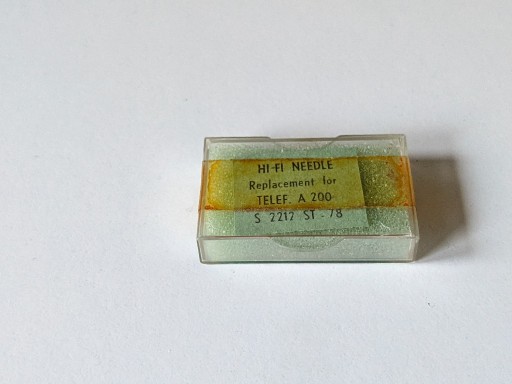 HI-FI NEEDLE
Replacement for
TELEF. A 200
S 2212 ST - 78